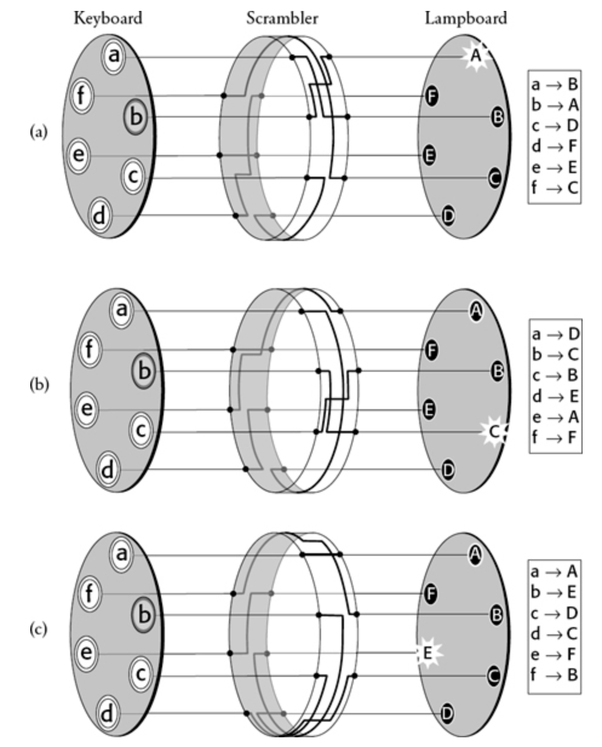 Keyboard Scrambler Lampboard
(a)
a
f
b
e
c
d
A
F
B
E
C
D
a → B
b → A
c → D
d → F
e → E
f → C
(b)
a
f
b
e
c
d
A
F
B
E
C
D
a → D
b → C
c → B
d → E
e → A
f → F
(c)
a
f
b
e
c
d
A
F
B
E
C
D
a → A
b → E
c → D
d → C
e → F
f → B